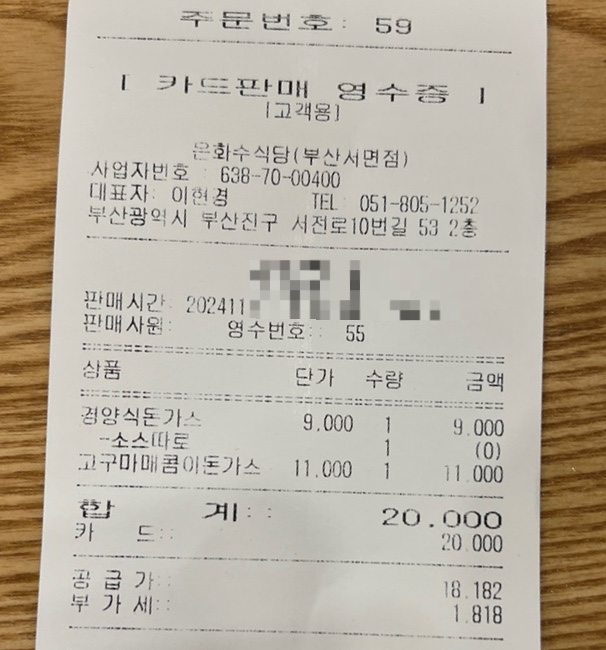 주문번호: 59
[ 카드판매 영수증 ]
[고객용]
은화수식당(부산서면점)
사업자번호 : 638-70-00400
대표자: 이현경 TEL: 051-805-1252
부산광역시 부산진구 서전로10번길 53 2층
판매시간: 202411
판매사원: 영수번호:: 55
상품 단가 수량 금액
경양식돈가스 9,000 1 9,000
-소스따로 1 (0)
고구마매콤이돈가스 11,000 1 11,000
합 계:: 20,000
카 드:: 20,000
공 급 가:: 18,182
부 가 세:: 1,818